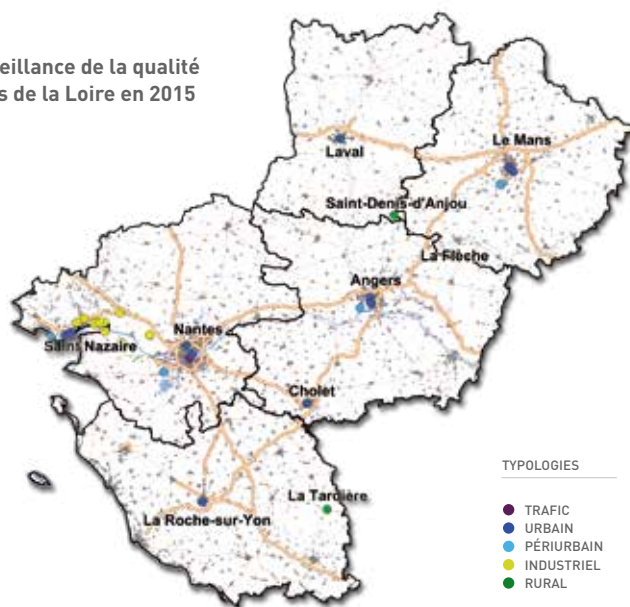 eillance de la qualité
s de la Loire en 2015
Laval
Le Mans
Saint-Denis-d'Anjou
La Flèche
Angers
Nantes
Saint Nazaire
Cholet
La Tardière
La Roche-sur-Yon
TYPOLOGIES
TRAFIC
URBAIN
PÉRIURBAIN
INDUSTRIEL
RURAL